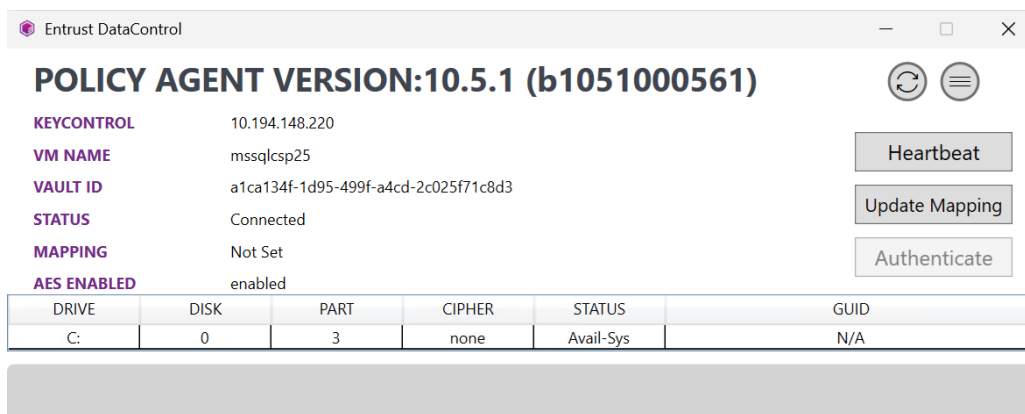 Entrust DataControl
POLICY AGENT VERSION:10.5.1 (b1051000561)
KEYCONTROL 10.194.148.220
VM NAME mssqlcsp25
VAULT ID a1ca134f-1d95-499f-a4cd-2c025f71c8d3
STATUS Connected
MAPPING Not Set
AES ENABLED enabled
Heartbeat
Update Mapping
Authenticate
DRIVE DISK PART CIPHER STATUS GUID
C: 0 3 none Avail-Sys N/A